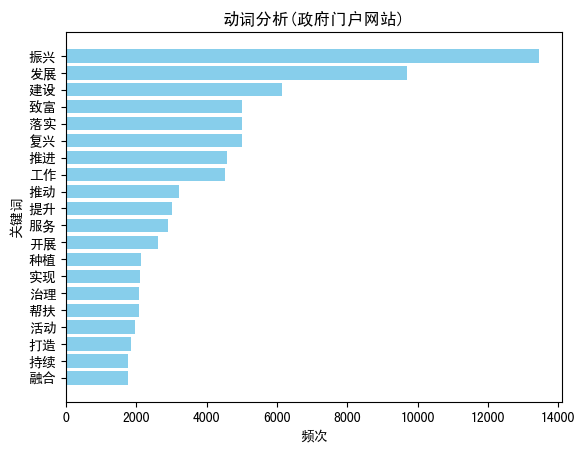 动词分析(政府门户网站)
关键词
振兴
发展
建设
致富
落实
复兴
推进
工作
推动
提升
服务
开展
种植
实现
治理
帮扶
活动
打造
持续
融合
0 2000 4000 6000 8000 10000 12000 14000
频次